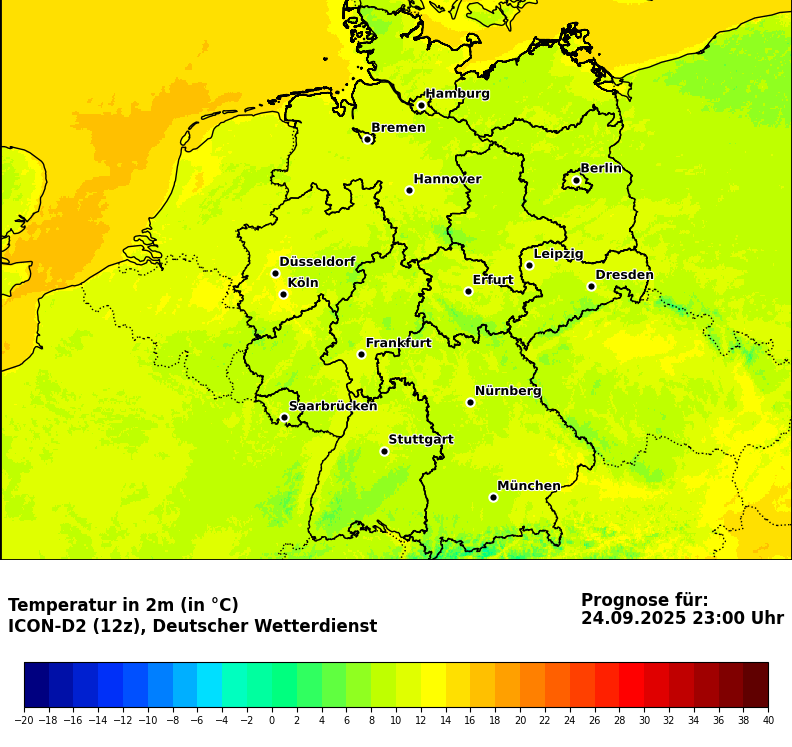 Hamburg
Bremen
Berlin
Hannover
Leipzig
Düsseldorf
Dresden
Köln
Erfurt
Frankfurt
Nürnberg
Saarbrücken
Stuttgart
München
Temperatur in 2m (in °C)
ICON-D2 (12z), Deutscher Wetterdienst
Prognose für:
24.09.2025 23:00 Uhr
−20 −18 −16 −14 −12 −10 −8 −6 −4 −2 0 2 4 6 8 10 12 14 16 18 20 22 24 26 28 30 32 34 36 38 40